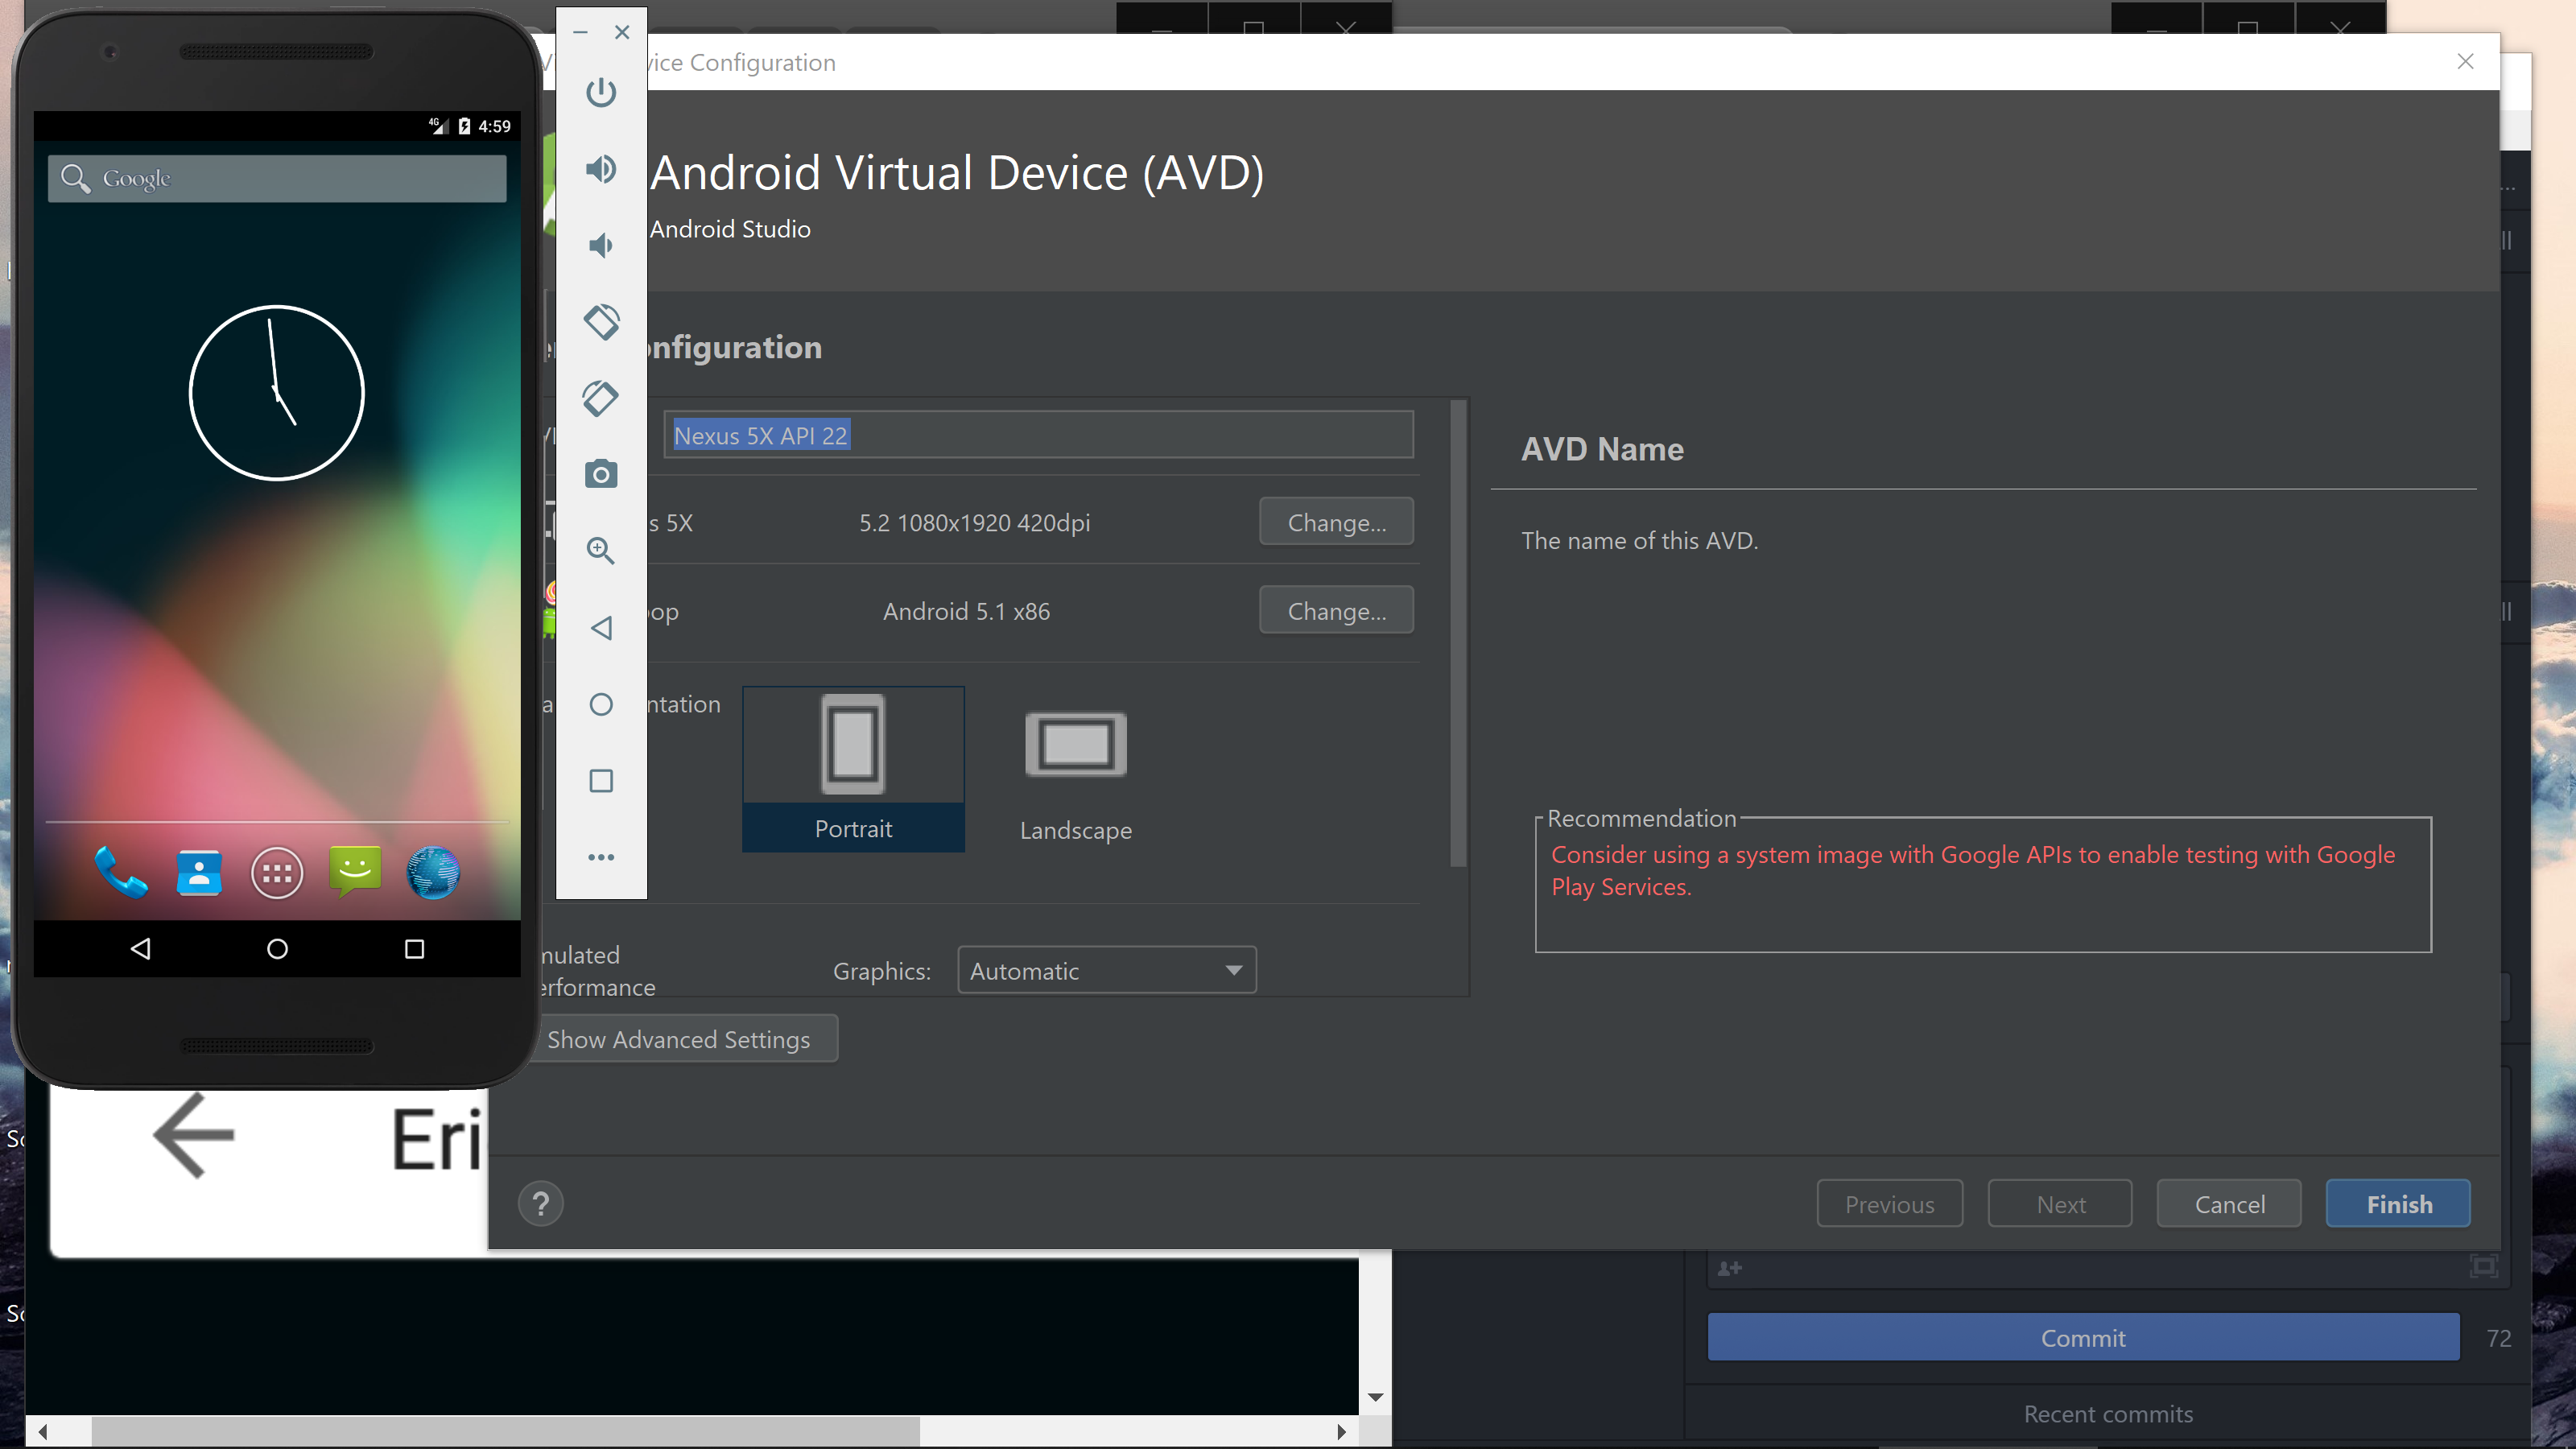 ice Configuration
4G 4:59
Google
Android Virtual Device (AVD)
Android Studio
nfiguration
Nexus 5X API 22
s 5X 5.2 1080x1920 420dpi Change...
op Android 5.1 x86 Change...
ntation
Portrait
Landscape
mulated
erformance
Graphics: Automatic
Show Advanced Settings
AVD Name
The name of this AVD.
Recommendation
Consider using a system image with Google APIs to enable testing with Google
Play Services.
Eri
? Previous Next Cancel Finish
Commit 72
Recent commits